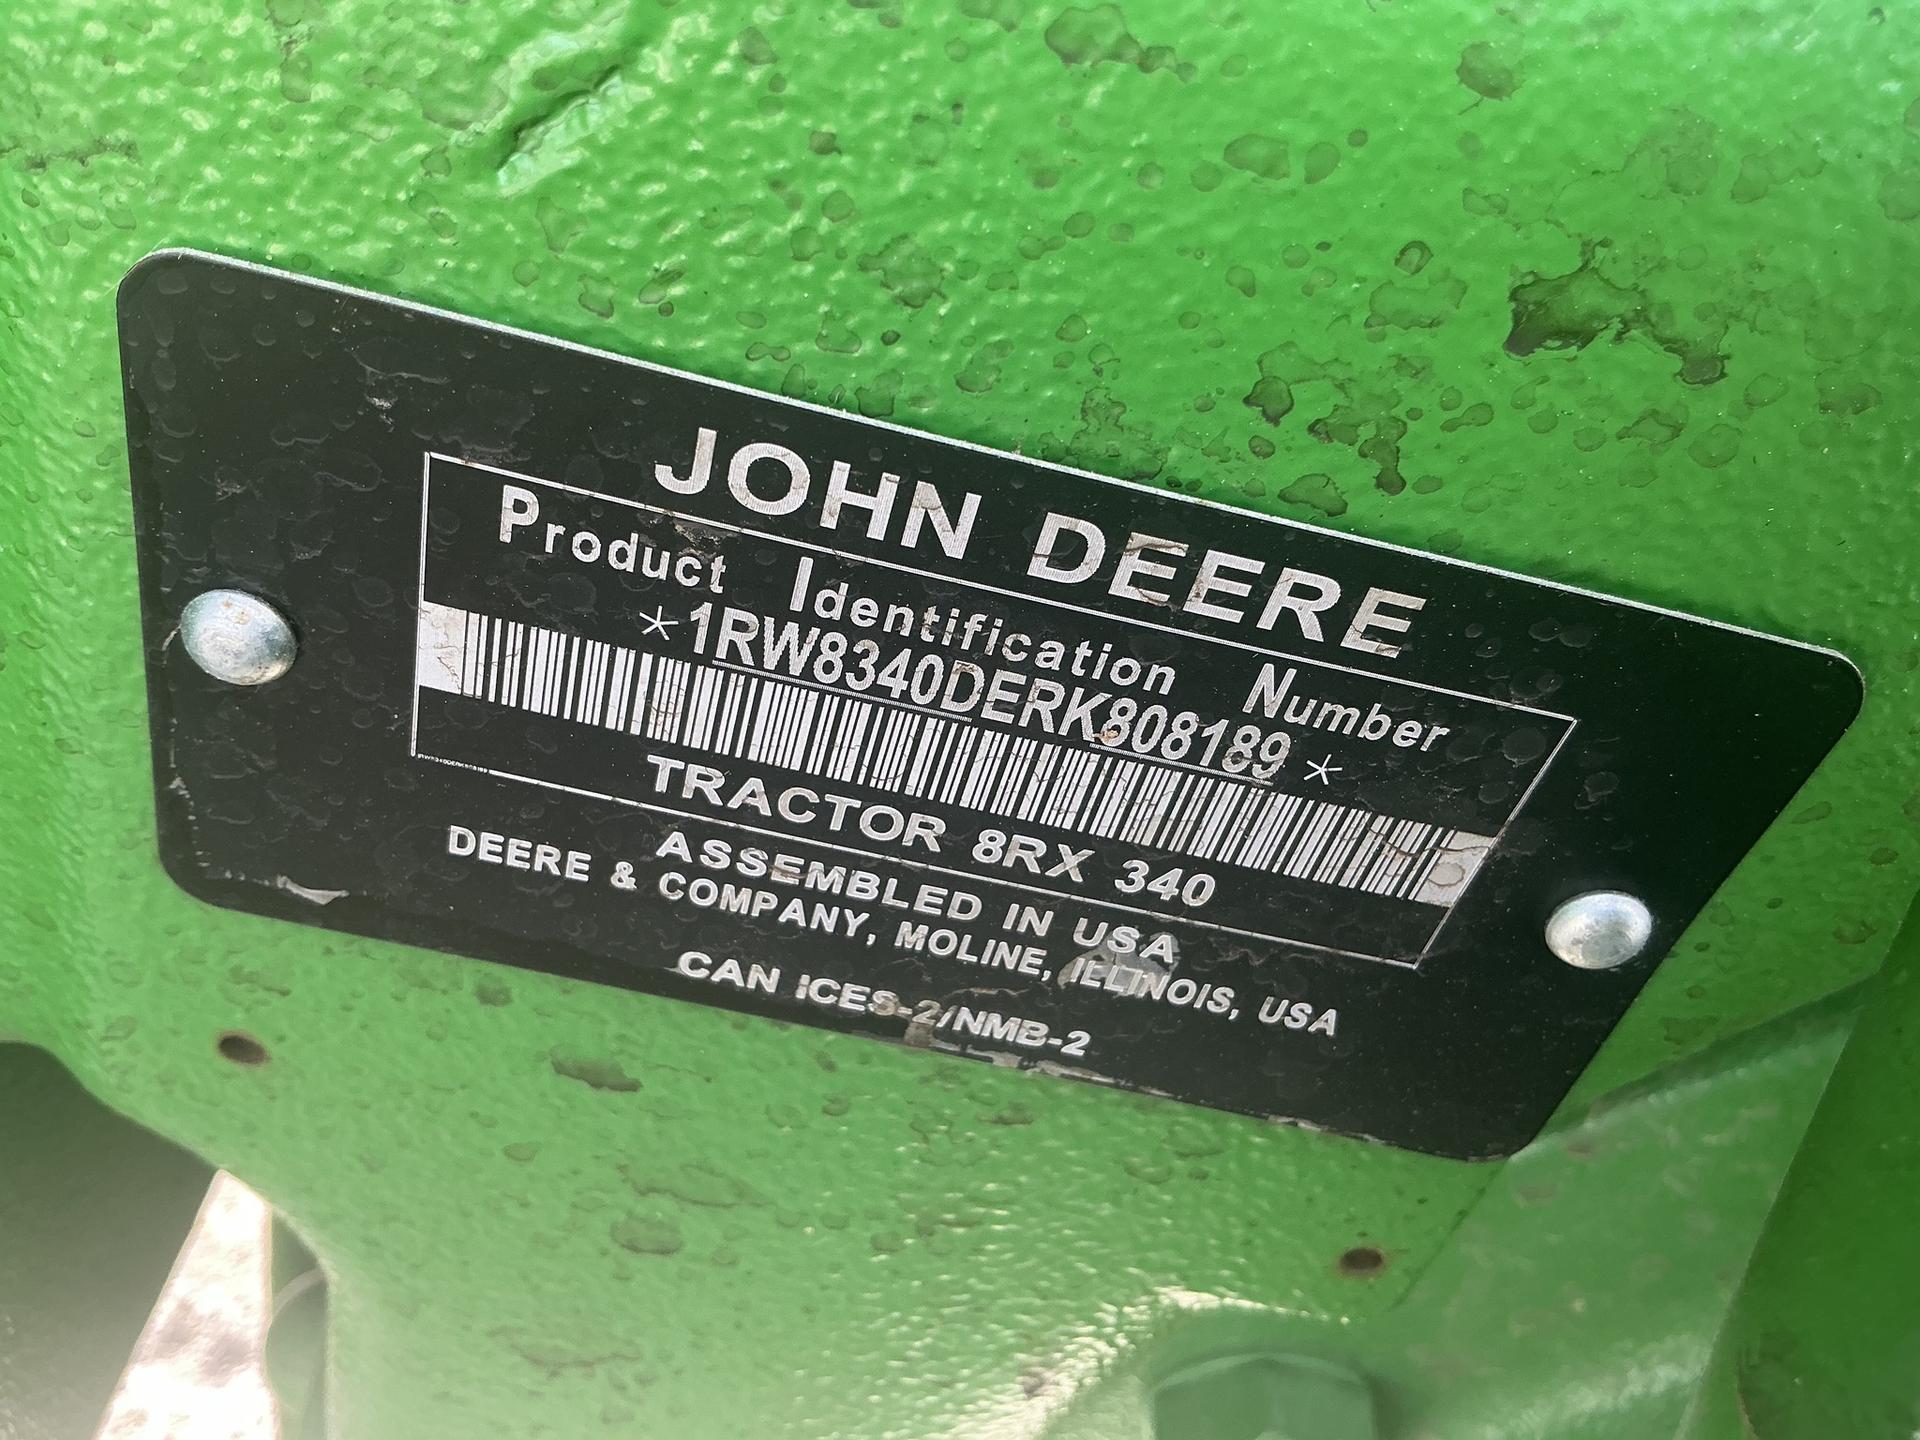 JOHN DEERE
Product Identification Number
*1RW8340DERK808189*
TRACTOR 8RX 340
ASSEMBLED IN USA
DEERE & COMPANY, MOLINE, ILLINOIS, USA
CAN ICES-2/NMB-2